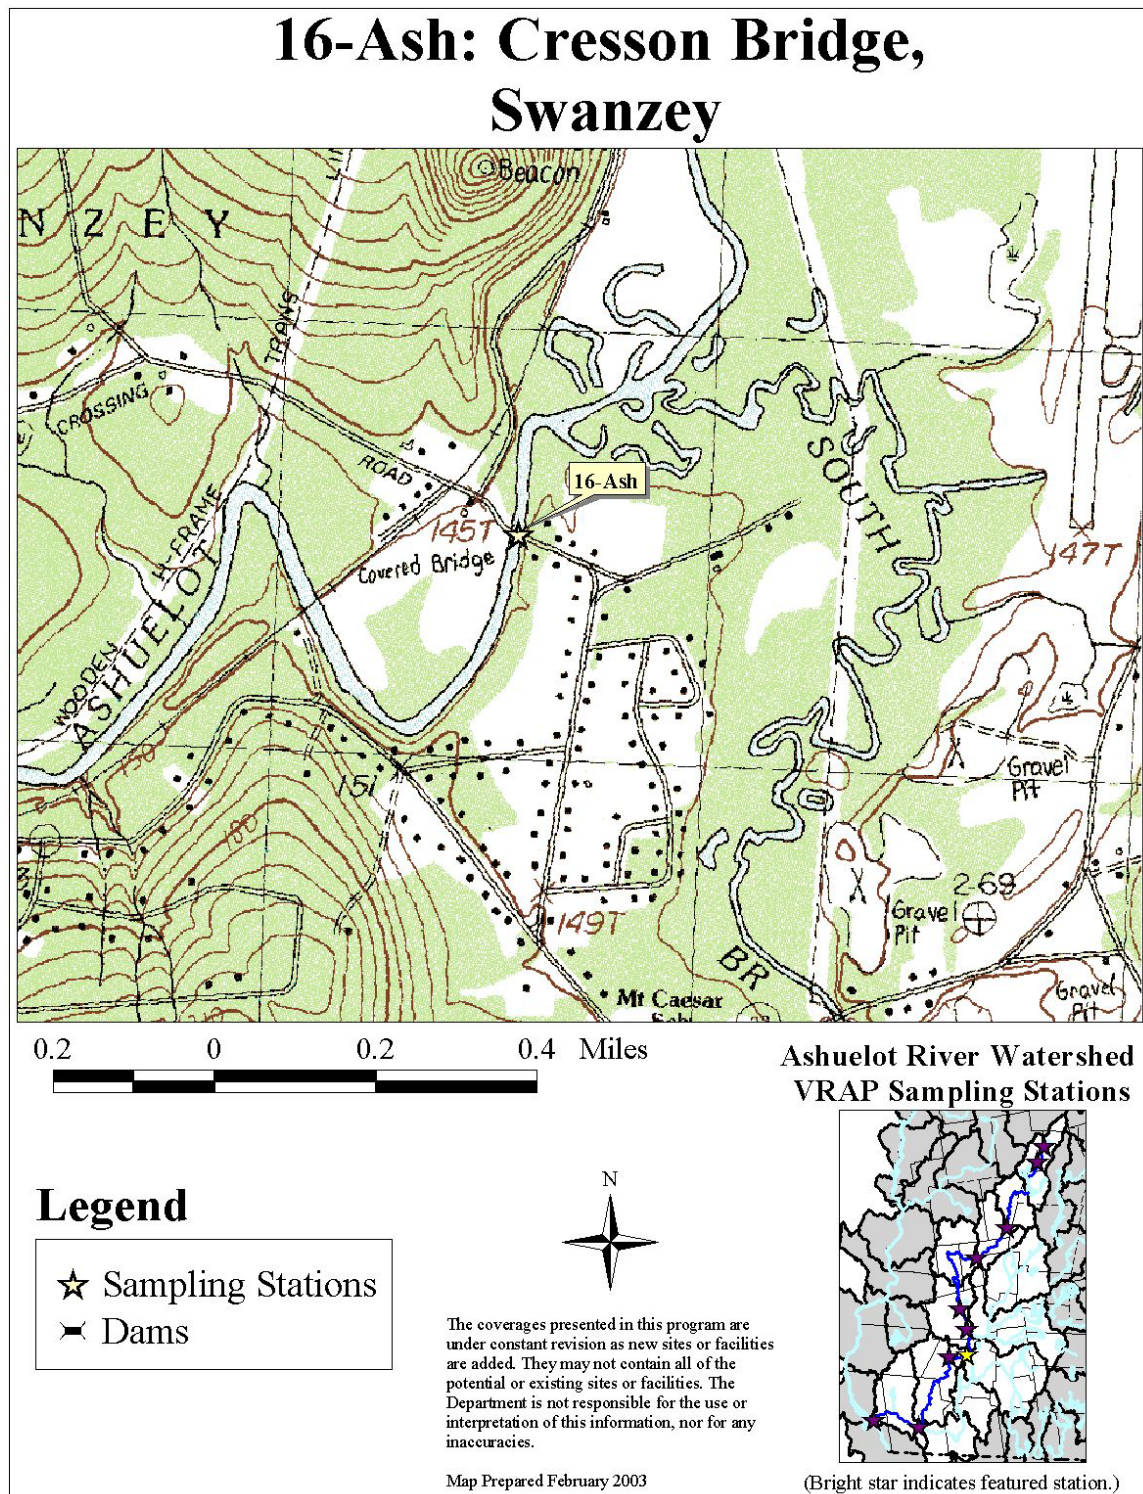 16-Ash: Cresson Bridge,
Swanzey
Beacon
N Z E Y
TRANS
CROSSING
ROAD
16-Ash
SOUTH
145T
147T
Covered Bridge
H-FRAME
WOODEN
ASHUELOT
150
151
Gravel
Pit
80
2-69
Gravel
Pit
149T
BR
Gravel
Pit
Mt Caesar
0.2 0 0.2 0.4 Miles
Ashuelot River Watershed
VRAP Sampling Stations
N
Legend
Sampling Stations
Dams
The coverages presented in this program are
under constant revision as new sites or facilities
are added. They may not contain all of the
potential or existing sites or facilities. The
Department is not responsible for the use or
interpretation of this information, nor for any
inaccuracies.
Map Prepared February 2003
(Bright star indicates featured station.)